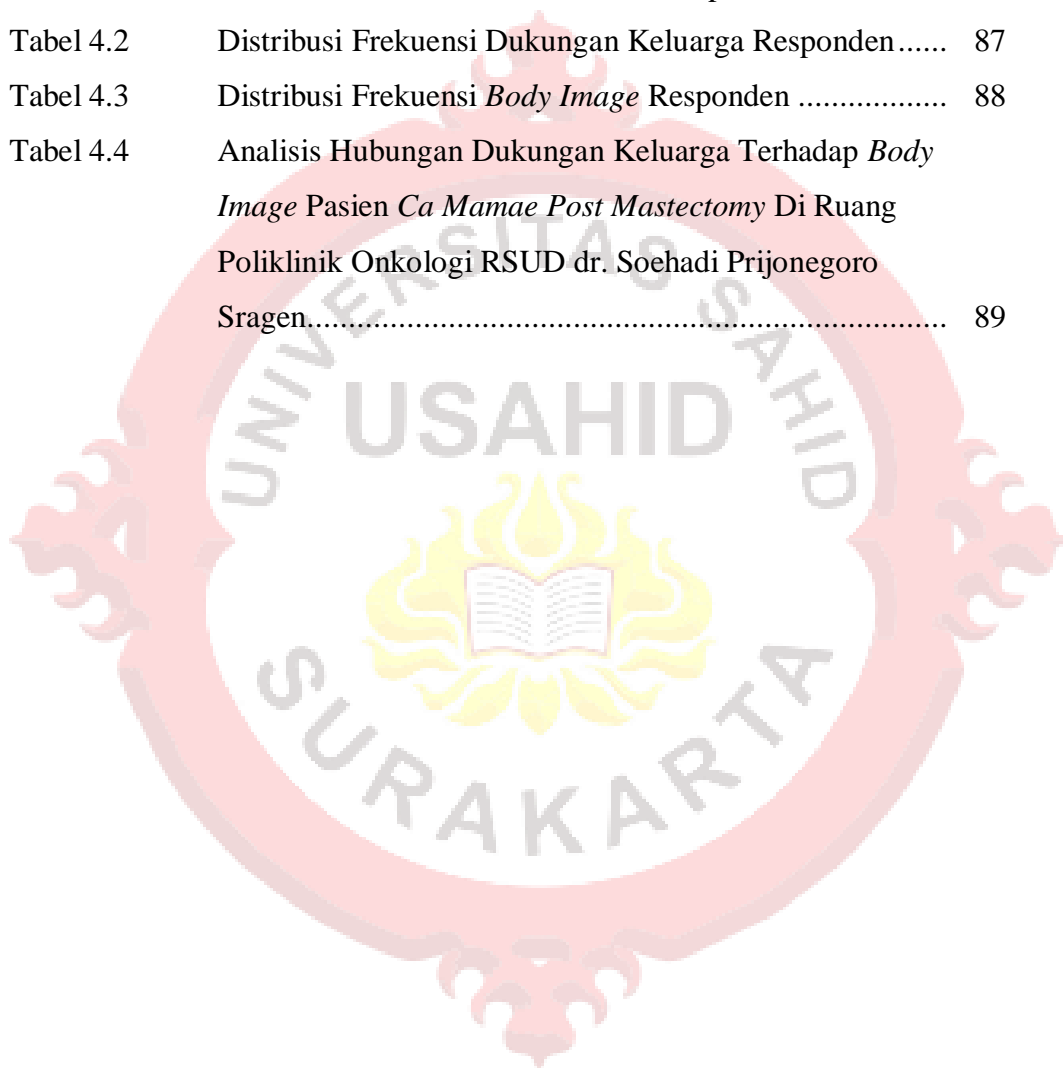 Tabel 4.2 Distribusi Frekuensi Dukungan Keluarga Responden...... 87
Tabel 4.3 Distribusi Frekuensi Body Image Responden .................. 88
Tabel 4.4 Analisis Hubungan Dukungan Keluarga Terhadap Body
Image Pasien Ca Mamae Post Mastectomy Di Ruang
Poliklinik Onkologi RSUD dr. Soehadi Prijonegoro
Sragen.................................................................... 89
UNIVERSITAS SAHID
USAHID
SURAKARTA